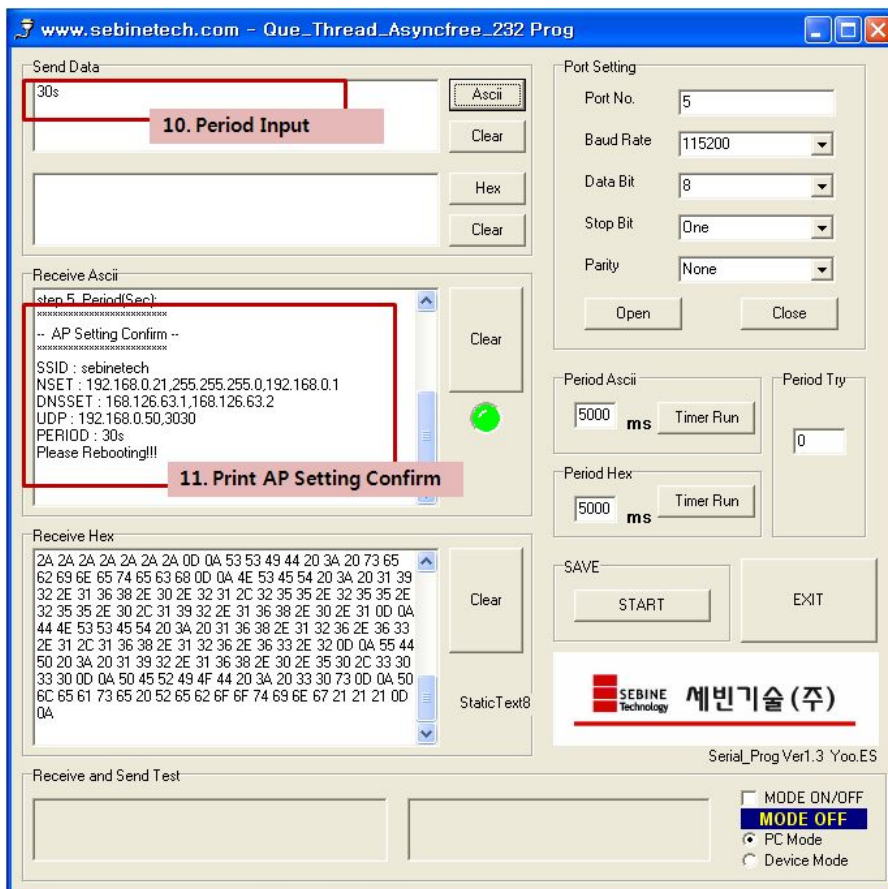 www.sebinetech.com - Que_Thread_Asyncfree_232 Prog
Send Data
30s
Ascii
10. Period Input
Clear
Hex
Clear
Receive Ascii
step 5. Period(Sec):
*************************
-- AP Setting Confirm --
*************************
SSID : sebinetech
NSET : 192.168.0.21,255.255.255.0,192.168.0.1
DNSSET : 168.126.63.1,168.126.63.2
UDP : 192.168.0.50,3030
PERIOD : 30s
Please Rebooting!!!
Clear
11. Print AP Setting Confirm
Receive Hex
2A 2A 2A 2A 2A 2A 2A 0D 0A 53 53 49 44 20 3A 20 73 65
62 69 6E 65 74 65 63 68 0D 0A 4E 53 45 54 20 3A 20 31 39
32 2E 31 36 38 2E 30 2E 32 31 2C 32 35 35 2E 32 35 35 2E
32 35 35 2E 30 2C 31 39 32 2E 31 36 38 2E 30 2E 31 0D 0A
44 4E 53 53 45 54 20 3A 20 31 36 38 2E 31 32 36 2E 36 33
2E 31 2C 31 36 38 2E 31 32 36 2E 36 33 2E 32 0D 0A 55 44
50 20 3A 20 31 39 32 2E 31 36 38 2E 30 2E 35 30 2C 33 30
33 30 0D 0A 50 45 52 49 4F 44 20 3A 20 33 30 73 0D 0A 50
6C 65 61 73 65 20 52 65 62 6F 6F 74 69 6E 67 21 21 21 0D
0A
Clear
StaticText8
Port Setting
Port No. 5
Baud Rate 115200
Data Bit 8
Stop Bit One
Parity None
Open Close
Period Ascii
5000 ms Timer Run
Period Try
0
Period Hex
5000 ms Timer Run
SAVE
START
EXIT
SEBINE
Technology
세빈기술(주)
Serial_Prog Ver1.3 Yoo.ES
Receive and Send Test
MODE ON/OFF
MODE OFF
PC Mode
Device Mode